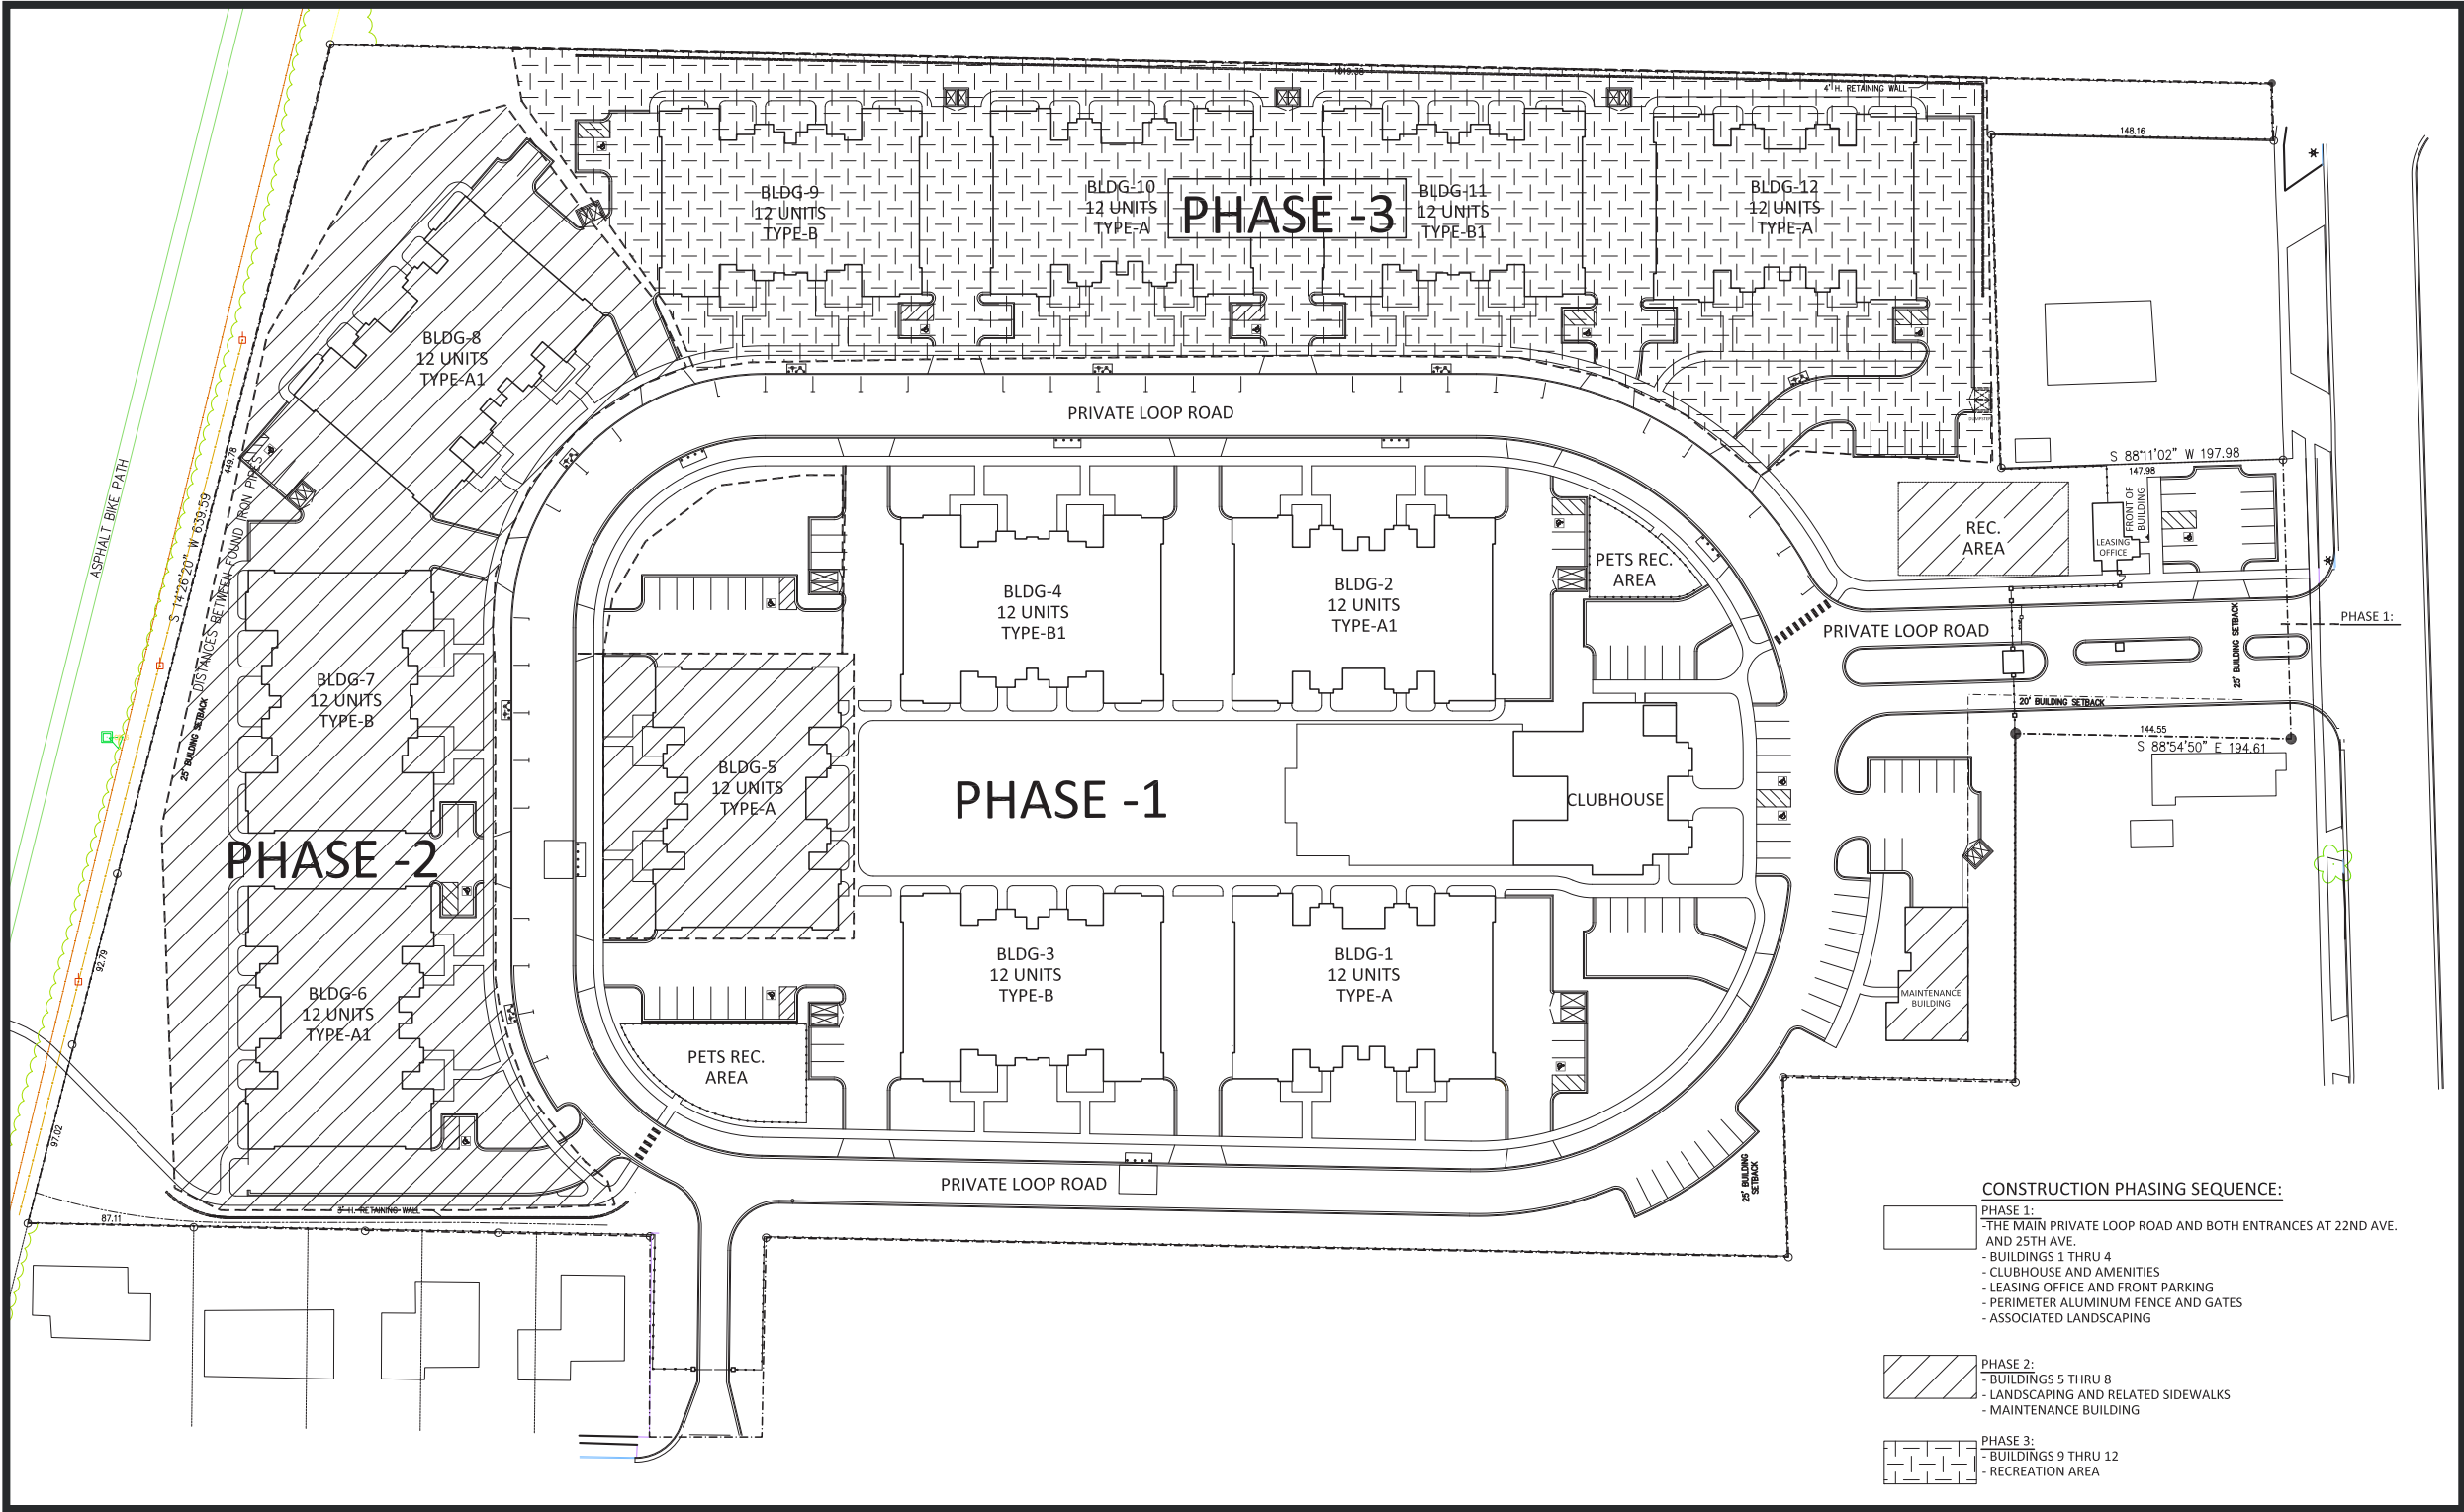 1019.38
4' H. RETAINING WALL
148.16
BLDG-9
12 UNITS
TYPE-B
BLDG-10
12 UNITS
TYPE-A
PHASE -3
BLDG-11
12 UNITS
TYPE-B1
BLDG-12
12 UNITS
TYPE-A
BLDG-8
12 UNITS
TYPE-A1
PRIVATE LOOP ROAD
S 88°11'02" W 197.98
147.98
ASPHALT BIKE PATH
449.78
S 14°26'20" W 639.59
DISTANCES BETWEEN FOUND IRON PIPES
25' BUILDING SETBACK
FRONT OF
BUILDING
LEASING
OFFICE
REC.
AREA
PETS REC.
AREA
BLDG-4
12 UNITS
TYPE-B1
BLDG-2
12 UNITS
TYPE-A1
PRIVATE LOOP ROAD
25' BUILDING SETBACK
PHASE 1:
20' BUILDING SETBACK
144.55
S 88°54'50" E 194.61
BLDG-7
12 UNITS
TYPE-B
BLDG-5
12 UNITS
TYPE-A
PHASE -1
CLUBHOUSE
PHASE -2
92.79
BLDG-6
12 UNITS
TYPE-A1
BLDG-3
12 UNITS
TYPE-B
BLDG-1
12 UNITS
TYPE-A
MAINTENANCE
BUILDING
PETS REC.
AREA
97.02
PRIVATE LOOP ROAD
25' BUILDING
SETBACK
3' H. RETAINING WALL
87.11
CONSTRUCTION PHASING SEQUENCE:
PHASE 1:
-THE MAIN PRIVATE LOOP ROAD AND BOTH ENTRANCES AT 22ND AVE.
AND 25TH AVE.
- BUILDINGS 1 THRU 4
- CLUBHOUSE AND AMENITIES
- LEASING OFFICE AND FRONT PARKING
- PERIMETER ALUMINUM FENCE AND GATES
- ASSOCIATED LANDSCAPING
PHASE 2:
- BUILDINGS 5 THRU 8
- LANDSCAPING AND RELATED SIDEWALKS
- MAINTENANCE BUILDING
PHASE 3:
- BUILDINGS 9 THRU 12
- RECREATION AREA